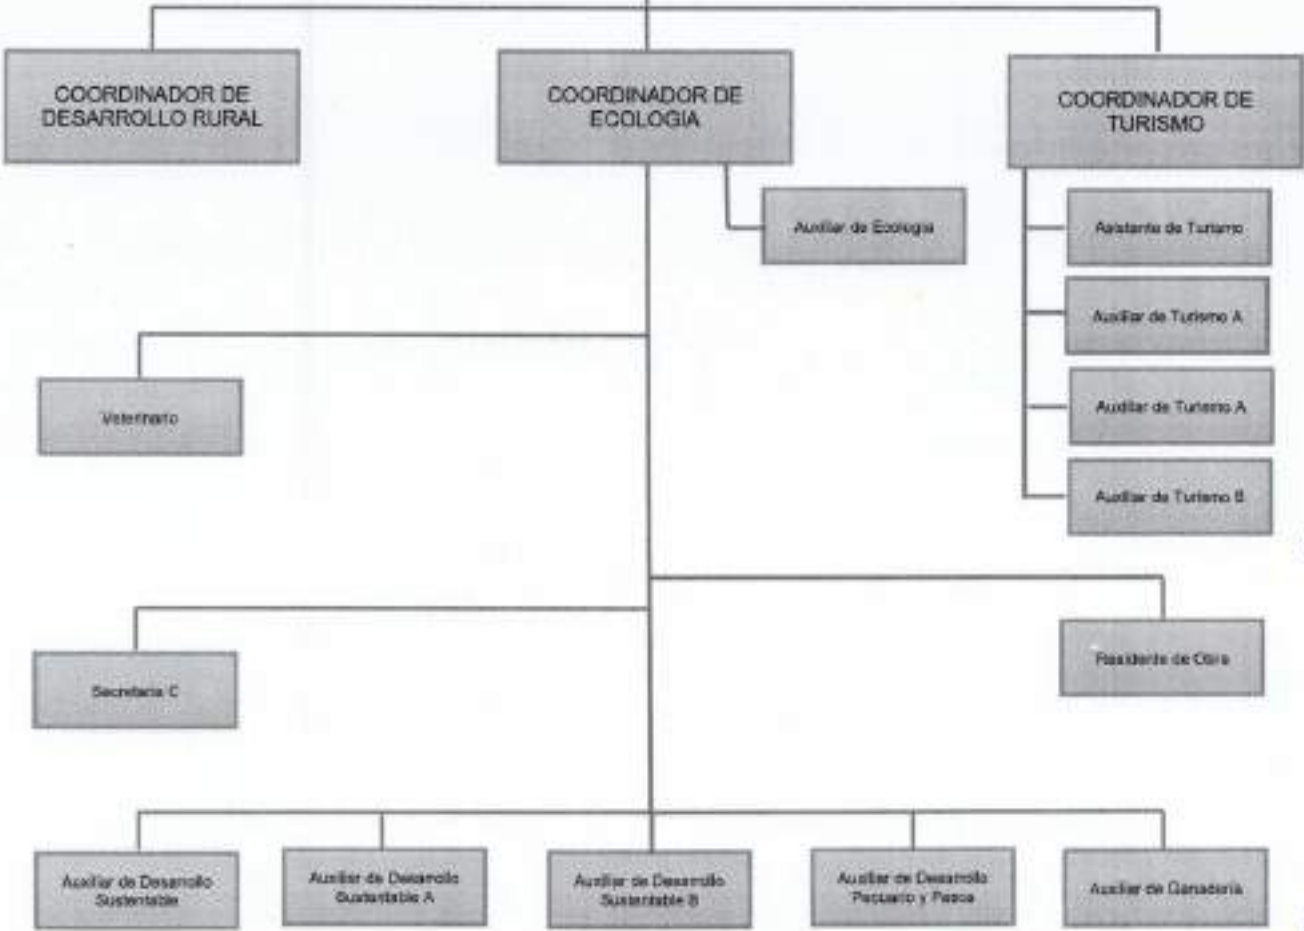 COORDINADOR DE
DESARROLLO RURAL
COORDINADOR DE
ECOLOGIA
COORDINADOR DE
TURISMO
Auxiliar de Ecologia
Asistente de Turismo
Auxiliar de Turismo A
Auxiliar de Turismo A
Auxiliar de Turismo B
Veterinario
Secretaria C
Residente de Obra
Auxiliar de Desarrollo
Sustentable
Auxiliar de Desarrollo
Sustentable A
Auxiliar de Desarrollo
Sustentable B
Auxiliar de Desarrollo
Pecuario y Pesca
Auxiliar de Ganadería